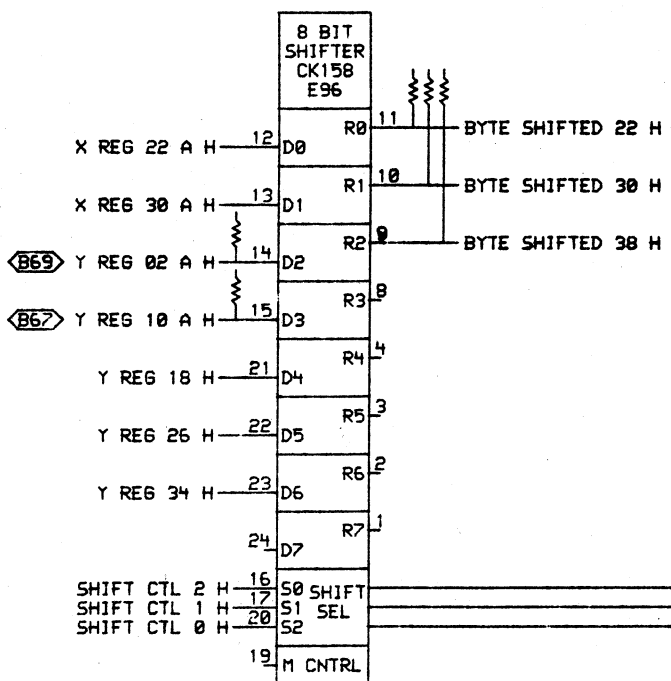 8 BIT
SHIFTER
CK158
E96
R0 11 BYTE SHIFTED 22 H
X REG 22 A H 12 D0
R1 10 BYTE SHIFTED 30 H
X REG 30 A H 13 D1
R2 9 BYTE SHIFTED 38 H
B69 Y REG 02 A H 14 D2
R3 8
B67 Y REG 10 A H 15 D3
R4 4
Y REG 18 H 21 D4
R5 3
Y REG 26 H 22 D5
R6 2
Y REG 34 H 23 D6
R7 1
24 D7
SHIFT CTL 2 H 16 S0 SHIFT
SHIFT CTL 1 H 17 S1 SEL
SHIFT CTL 0 H 20 S2
19 M CNTRL